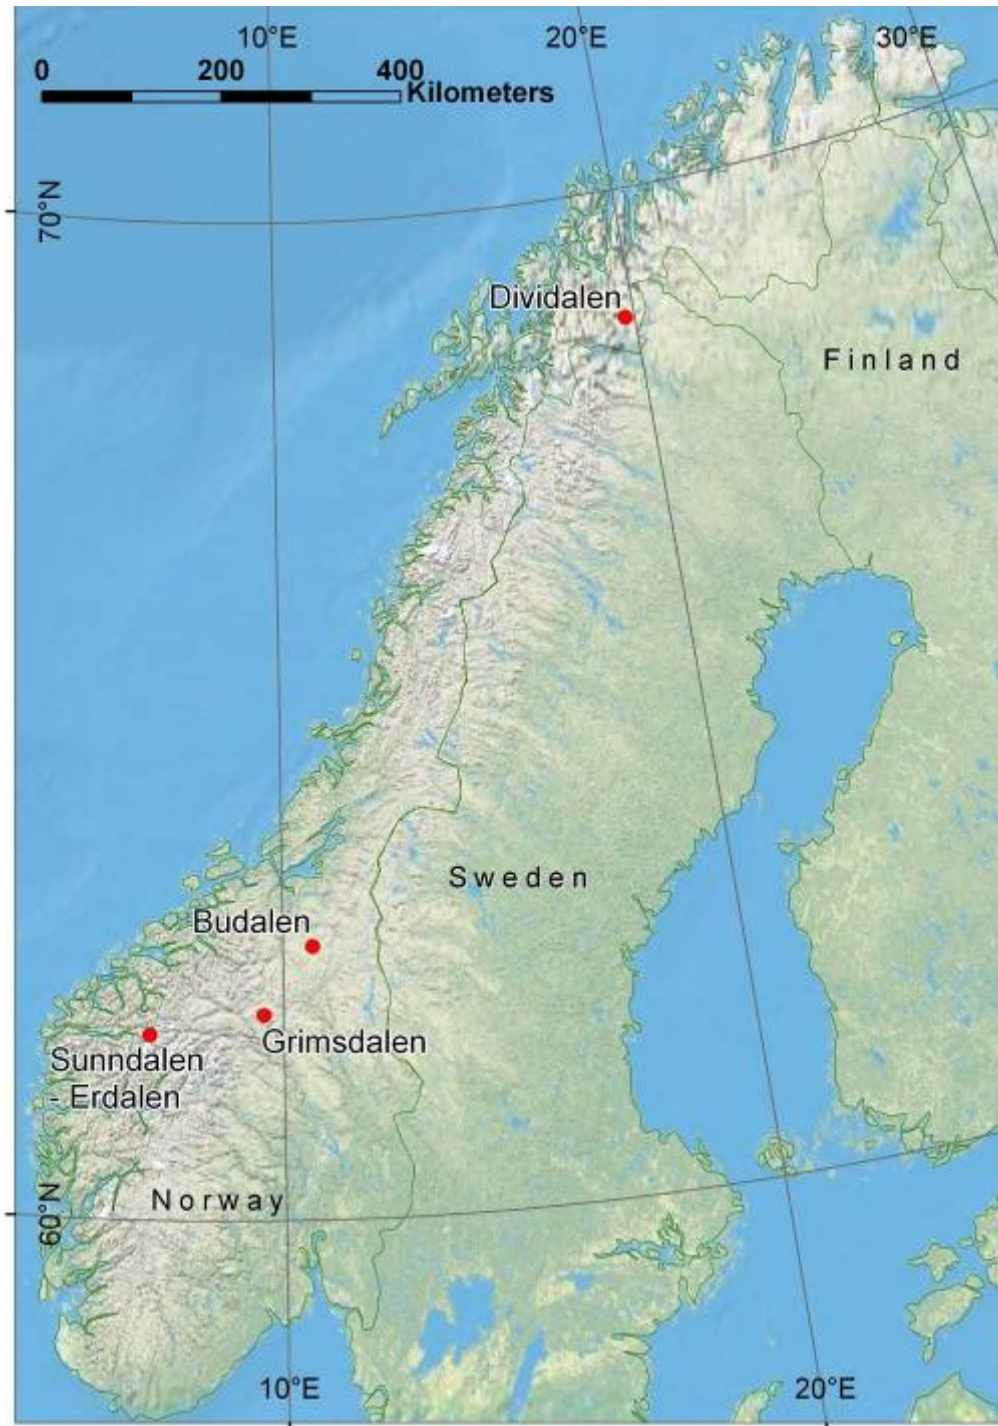 10°E
20°E
30°E
0 200 400
Kilometers
70°N
Dividalen
Finland
Sweden
Budalen
Grimsdalen
Sunndalen
- Erdalen
Norway
60°N
10°E
20°E